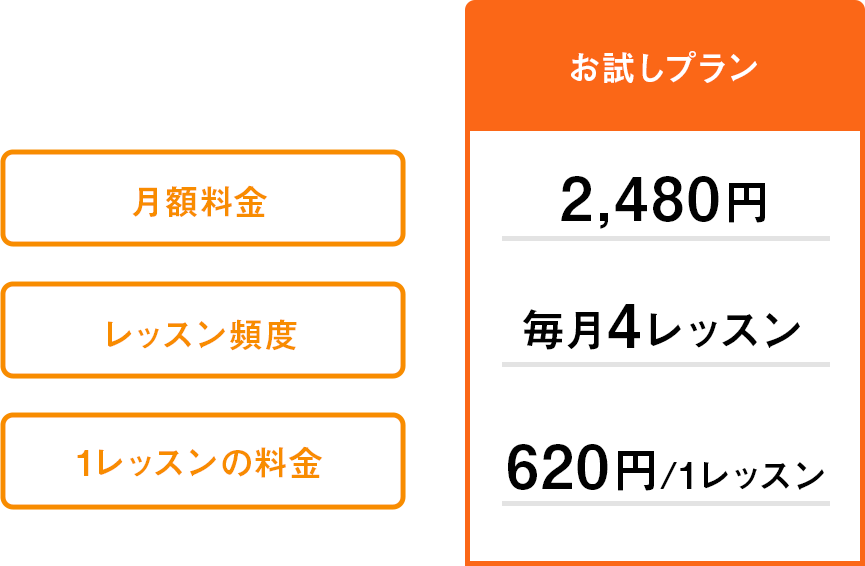 お試しプラン
月額料金
2,480円
レッスン頻度
毎月4レッスン
1レッスンの料金
620円/1レッスン